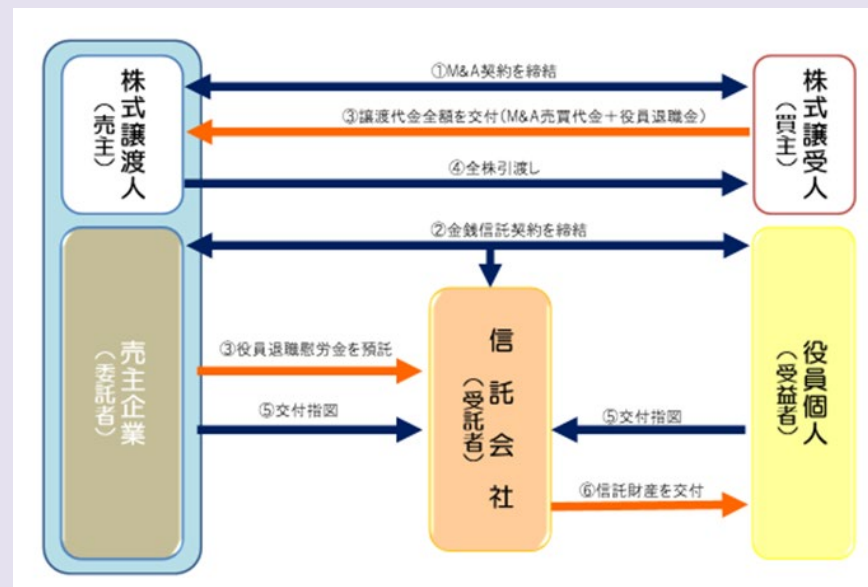 ①M&A契約を締結
株式譲渡人
（売主）
株式譲受人
（買主）
③譲渡代金全額を交付（M&A売買代金＋役員退職金）
④全株引渡し
②金銭信託契約を締結
売主企業
（委託者）
信託会社
（受託者）
役員個人
（受益者）
③役員退職慰労金を預託
⑤交付指図
⑤交付指図
⑥信託財産を交付